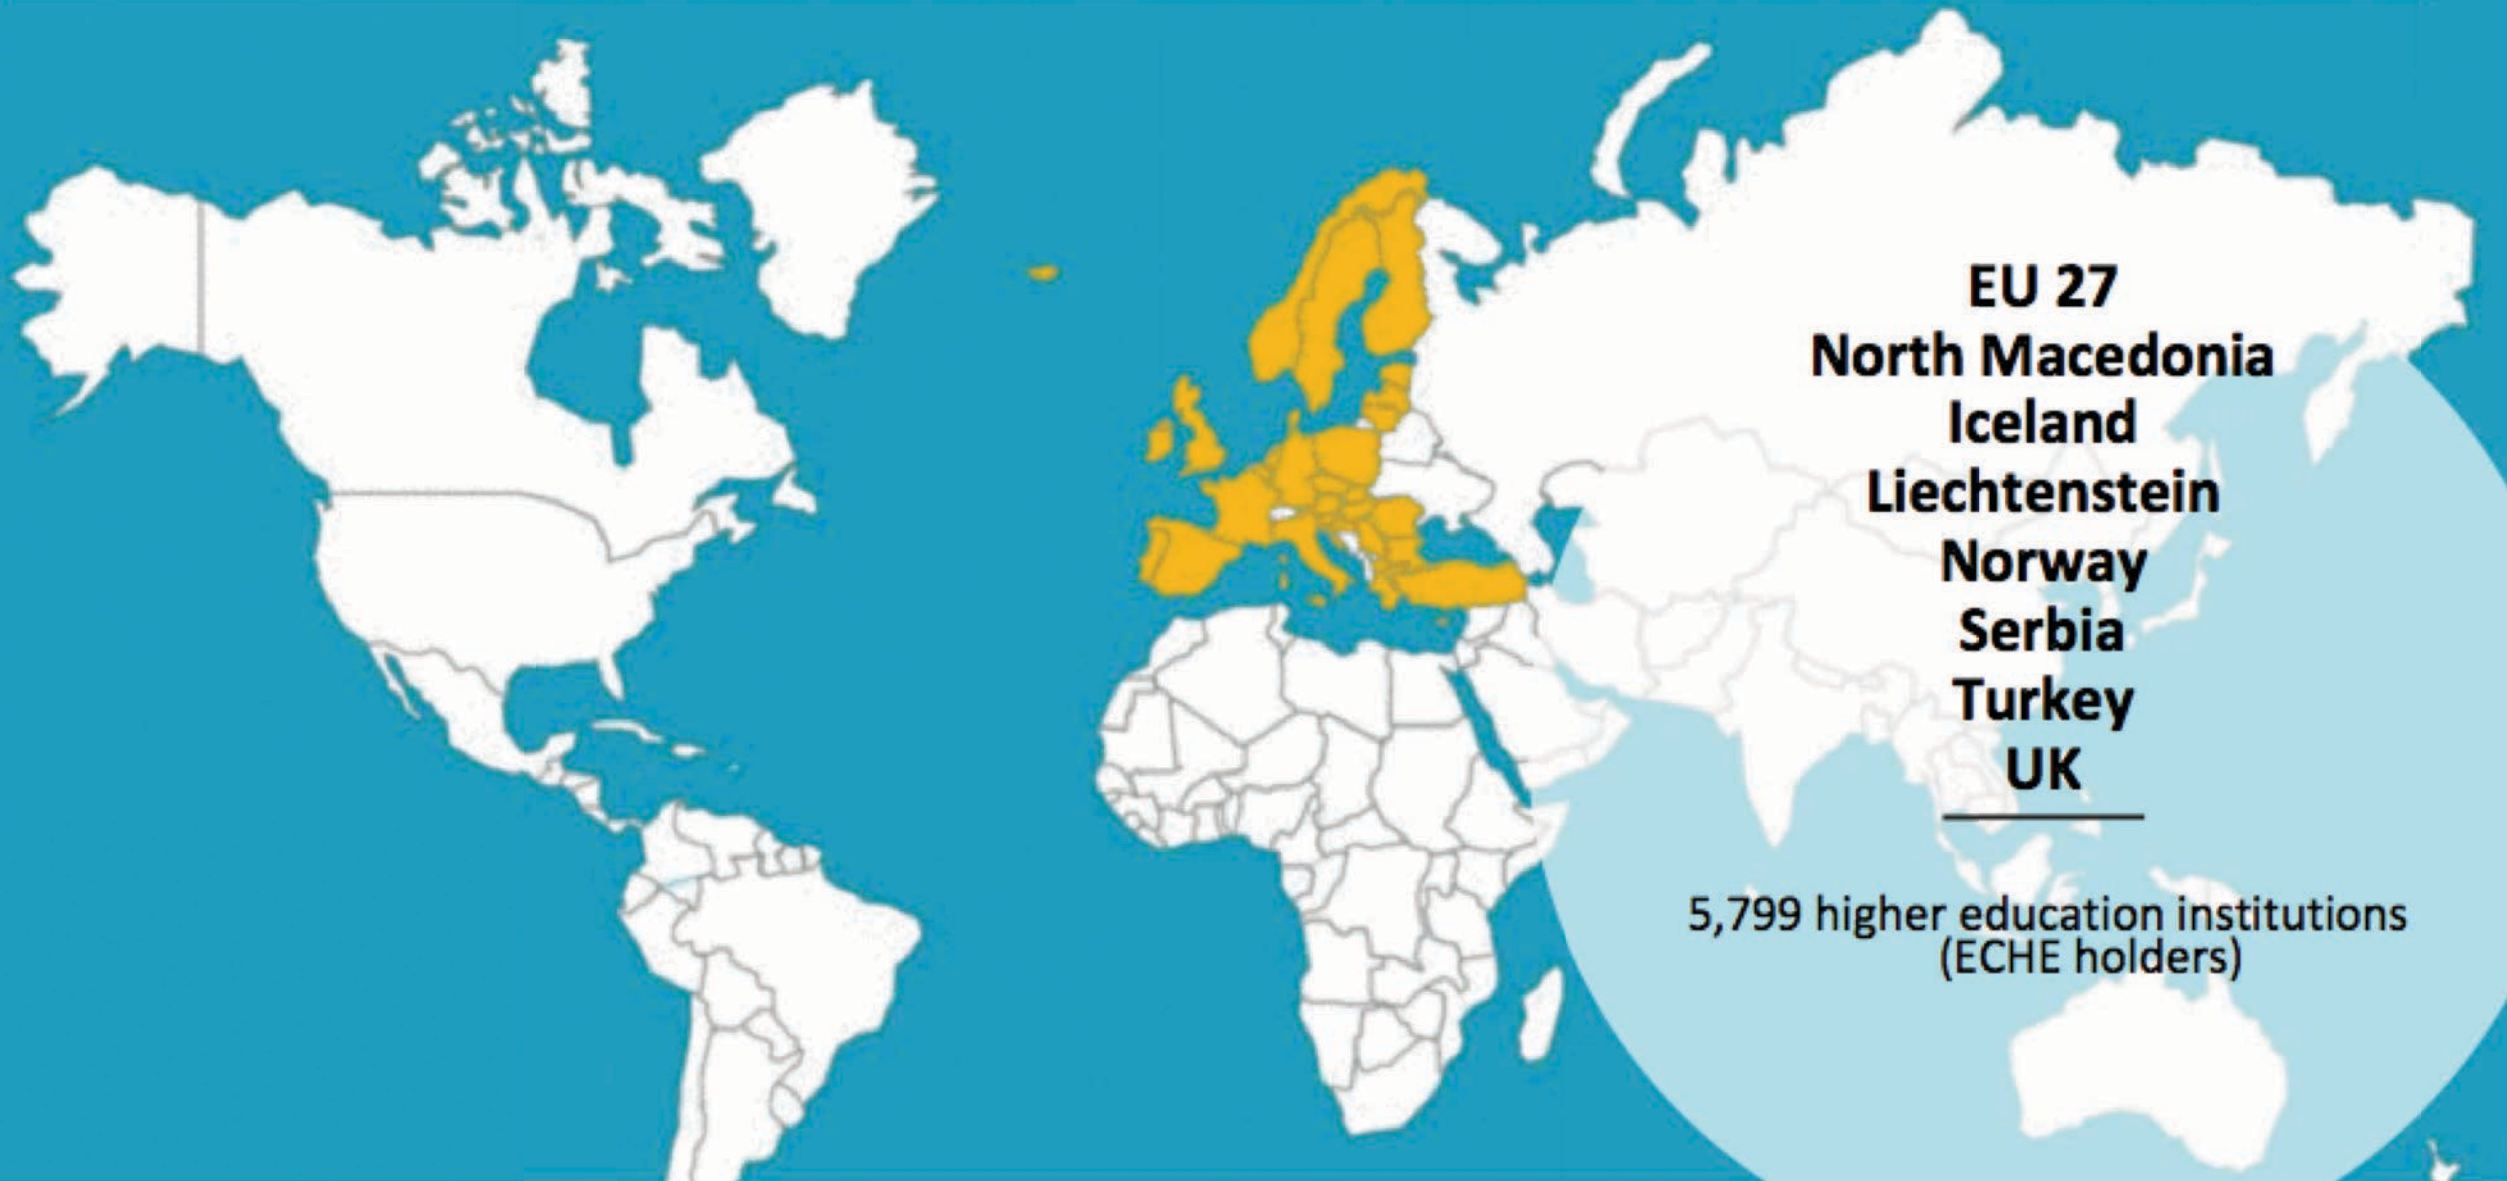 EU 27
North Macedonia
Iceland
Liechtenstein
Norway
Serbia
Turkey
UK
5,799 higher education institutions
(ECHE holders)